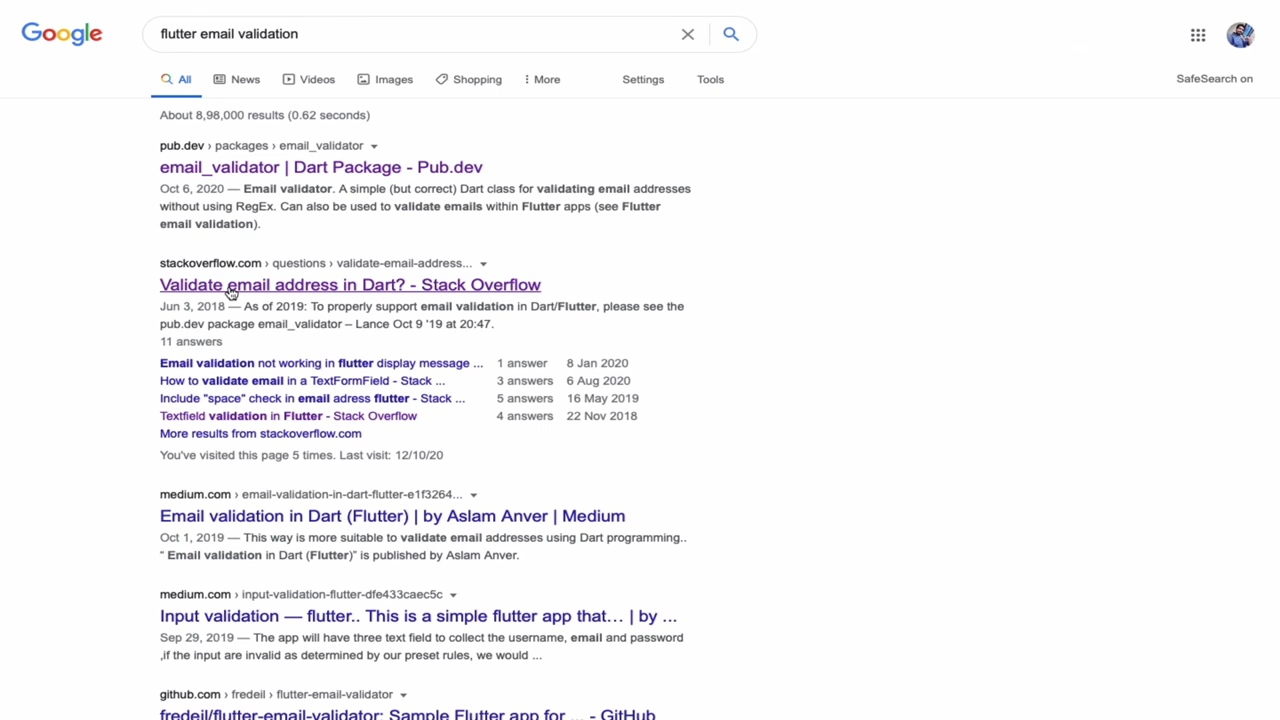 Google
flutter email validation
All News Videos Images Shopping More Settings Tools SafeSearch on
About 8,98,000 results (0.62 seconds)
pub.dev › packages › email_validator
email_validator | Dart Package - Pub.dev
Oct 6, 2020 — Email validator. A simple (but correct) Dart class for validating email addresses
without using RegEx. Can also be used to validate emails within Flutter apps (see Flutter
email validation).
stackoverflow.com › questions › validate-email-address...
Validate email address in Dart? - Stack Overflow
Jun 3, 2018 — As of 2019: To properly support email validation in Dart/Flutter, please see the
pub.dev package email_validator – Lance Oct 9 '19 at 20:47.
11 answers
Email validation not working in flutter display message ... 1 answer 8 Jan 2020
How to validate email in a TextFormField - Stack ... 3 answers 6 Aug 2020
Include "space" check in email adress flutter - Stack ... 5 answers 16 May 2019
Textfield validation in Flutter - Stack Overflow 4 answers 22 Nov 2018
More results from stackoverflow.com
You've visited this page 5 times. Last visit: 12/10/20
medium.com › email-validation-in-dart-flutter-e1f3264...
Email validation in Dart (Flutter) | by Aslam Anver | Medium
Oct 1, 2019 — This way is more suitable to validate email addresses using Dart programming..
“ Email validation in Dart (Flutter)” is published by Aslam Anver.
medium.com › input-validation-flutter-dfe433caec5c
Input validation — flutter.. This is a simple flutter app that… | by ...
Sep 29, 2019 — The app will have three text field to collect the username, email and password
,if the input are invalid as determined by our preset rules, we would ...
github.com › fredeil › flutter-email-validator
fredeil/flutter-email-validator: Sample Flutter app for ... - GitHub